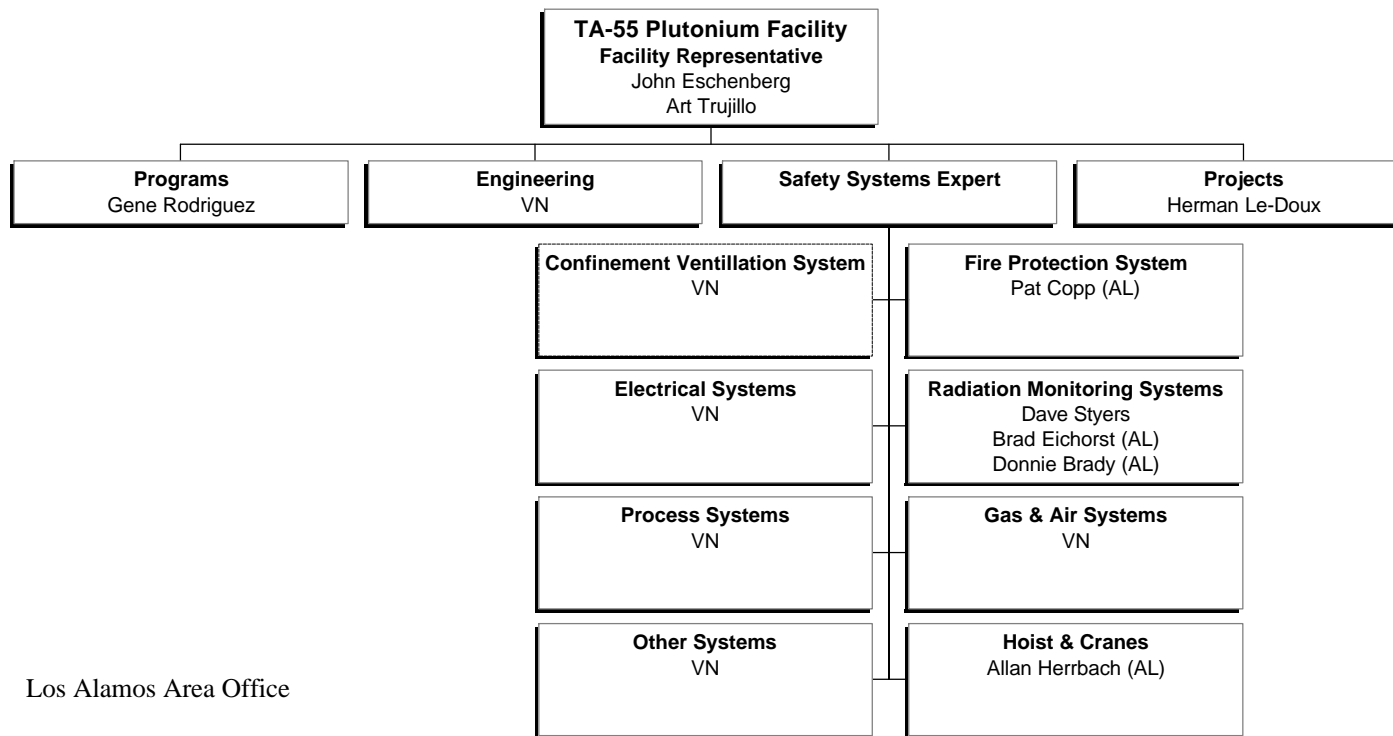 TA-55 Plutonium Facility
Facility Representative
John Eschenberg
Art Trujillo
Programs
Gene Rodriguez
Engineering
VN
Safety Systems Expert
Projects
Herman Le-Doux
Confinement Ventillation System
VN
Fire Protection System
Pat Copp (AL)
Electrical Systems
VN
Radiation Monitoring Systems
Dave Styers
Brad Eichorst (AL)
Donnie Brady (AL)
Process Systems
VN
Gas & Air Systems
VN
Other Systems
VN
Hoist & Cranes
Allan Herrbach (AL)
Los Alamos Area Office